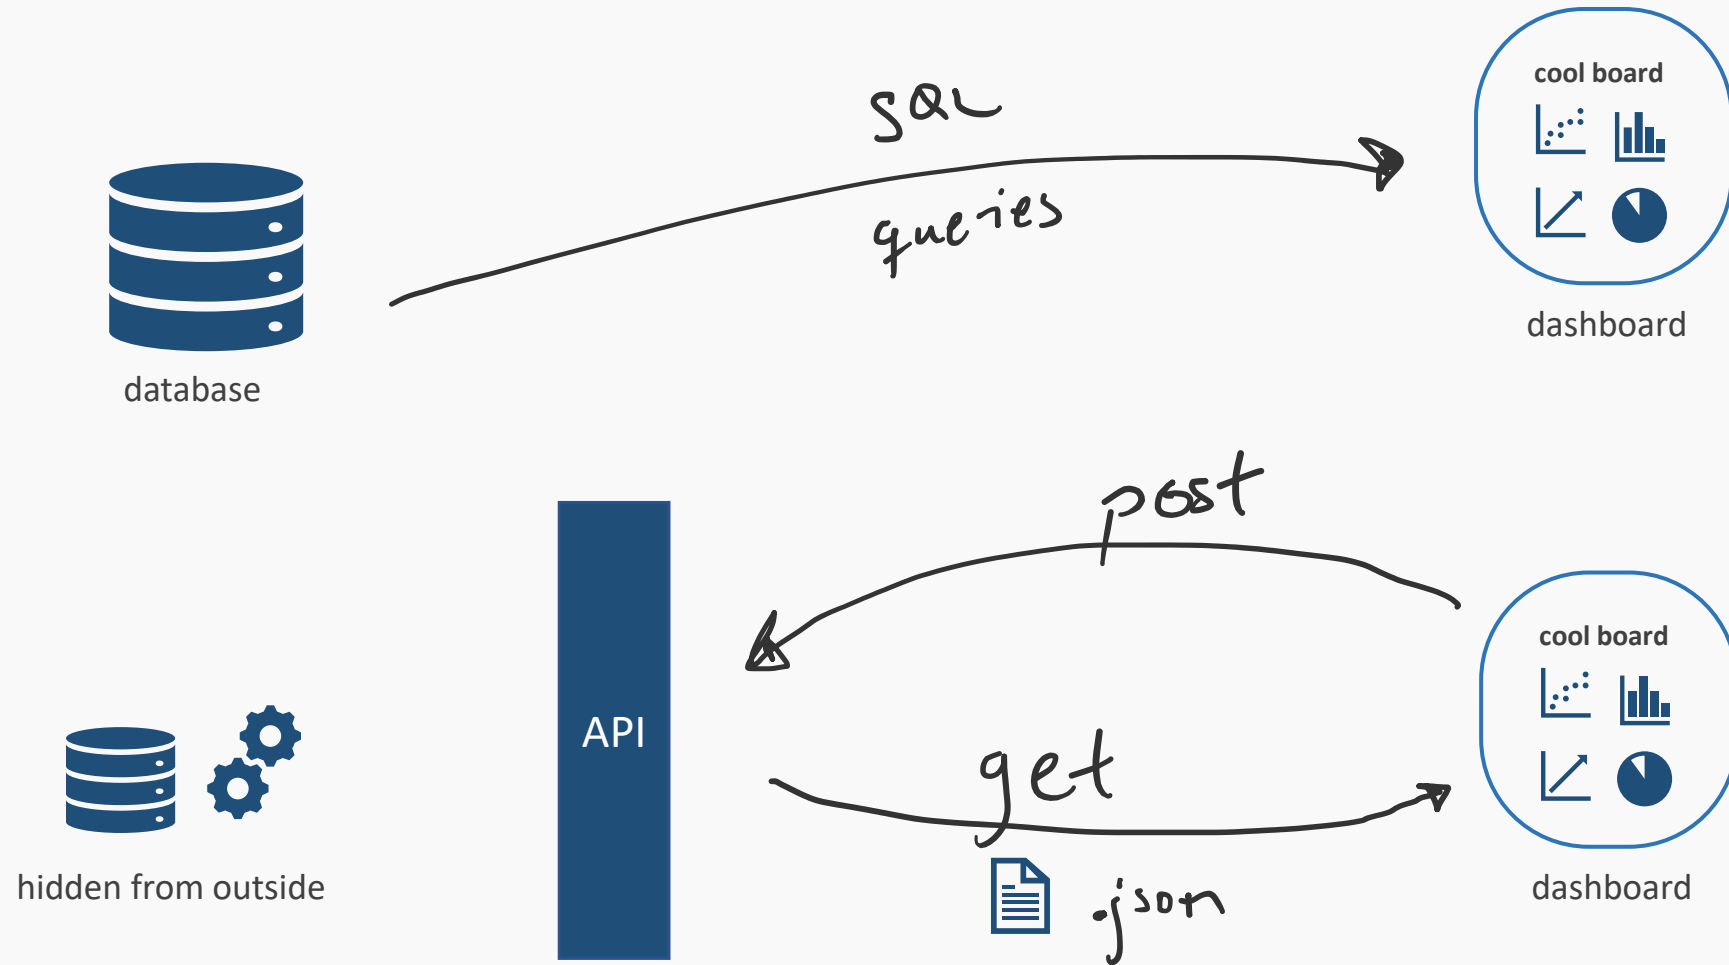 cool board
SQL
queries
dashboard
database
post
cool board
API
get
hidden from outside
dashboard
.json